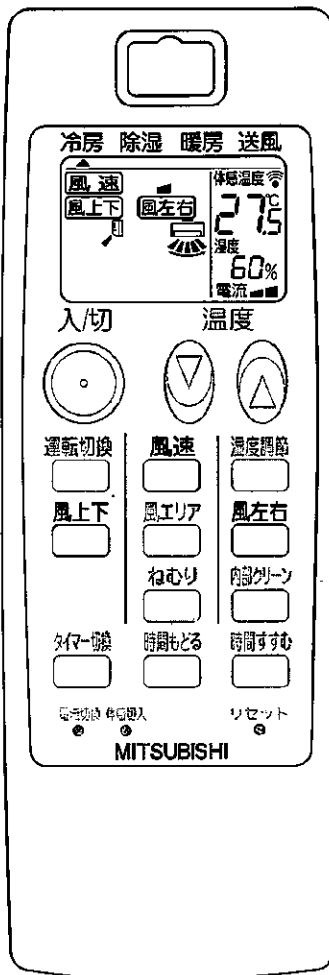 冷房 除湿 暖房 送風
風速 体感温度
風上下 風左右 27.5℃
湿度
60%
電流
入/切 温度
運転切換 風速 湿度調節
風上下 風エリア 風左右
ねむり 内部クリーン
タイマー切換 時間もどる 時間すすむ
リセット
MITSUBISHI